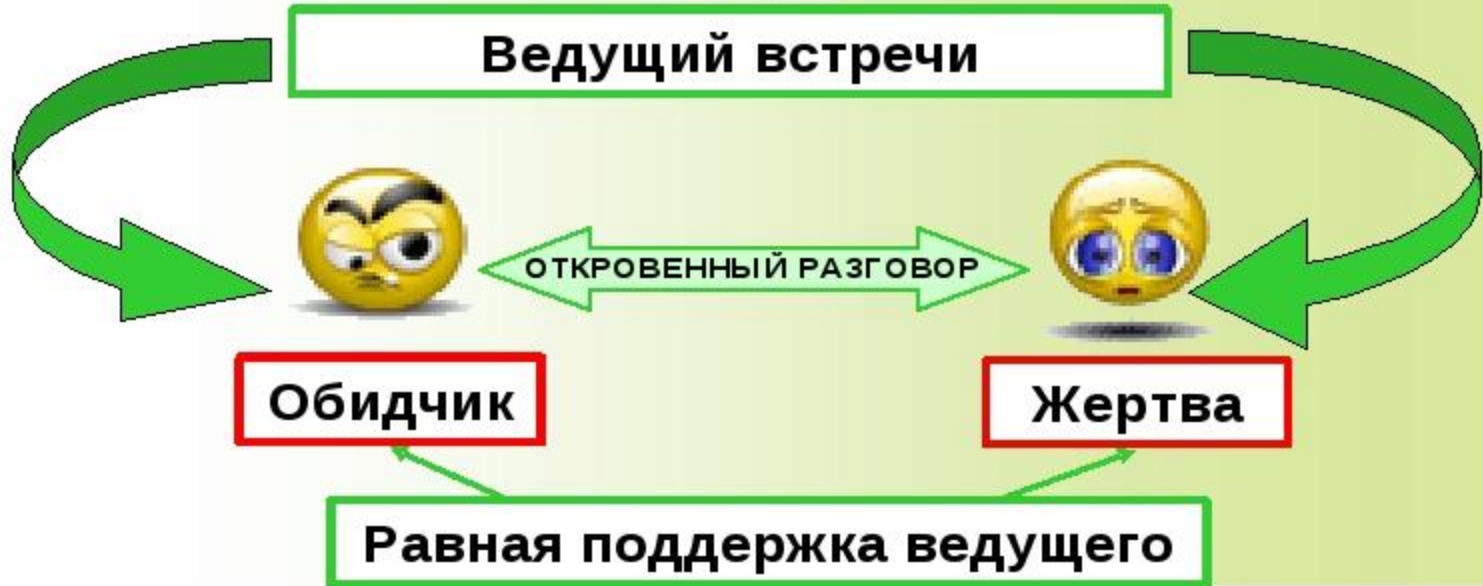 Ведущий встречи
ОТКРОВЕННЫЙ РАЗГОВОР
Обидчик
Жертва
Равная поддержка ведущего